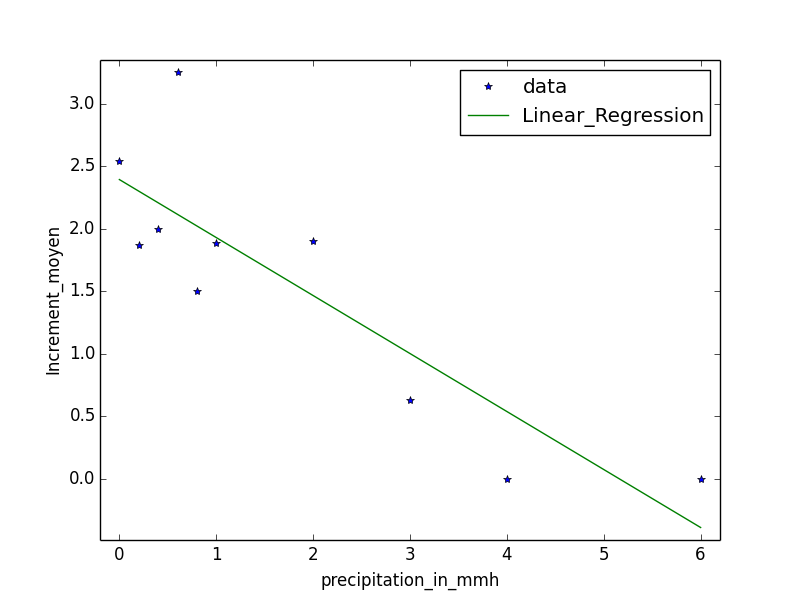 data
Linear_Regression
3.0
2.5
2.0
1.5
1.0
0.5
0.0
Increment_moyen
0 1 2 3 4 5 6
precipitation_in_mmh